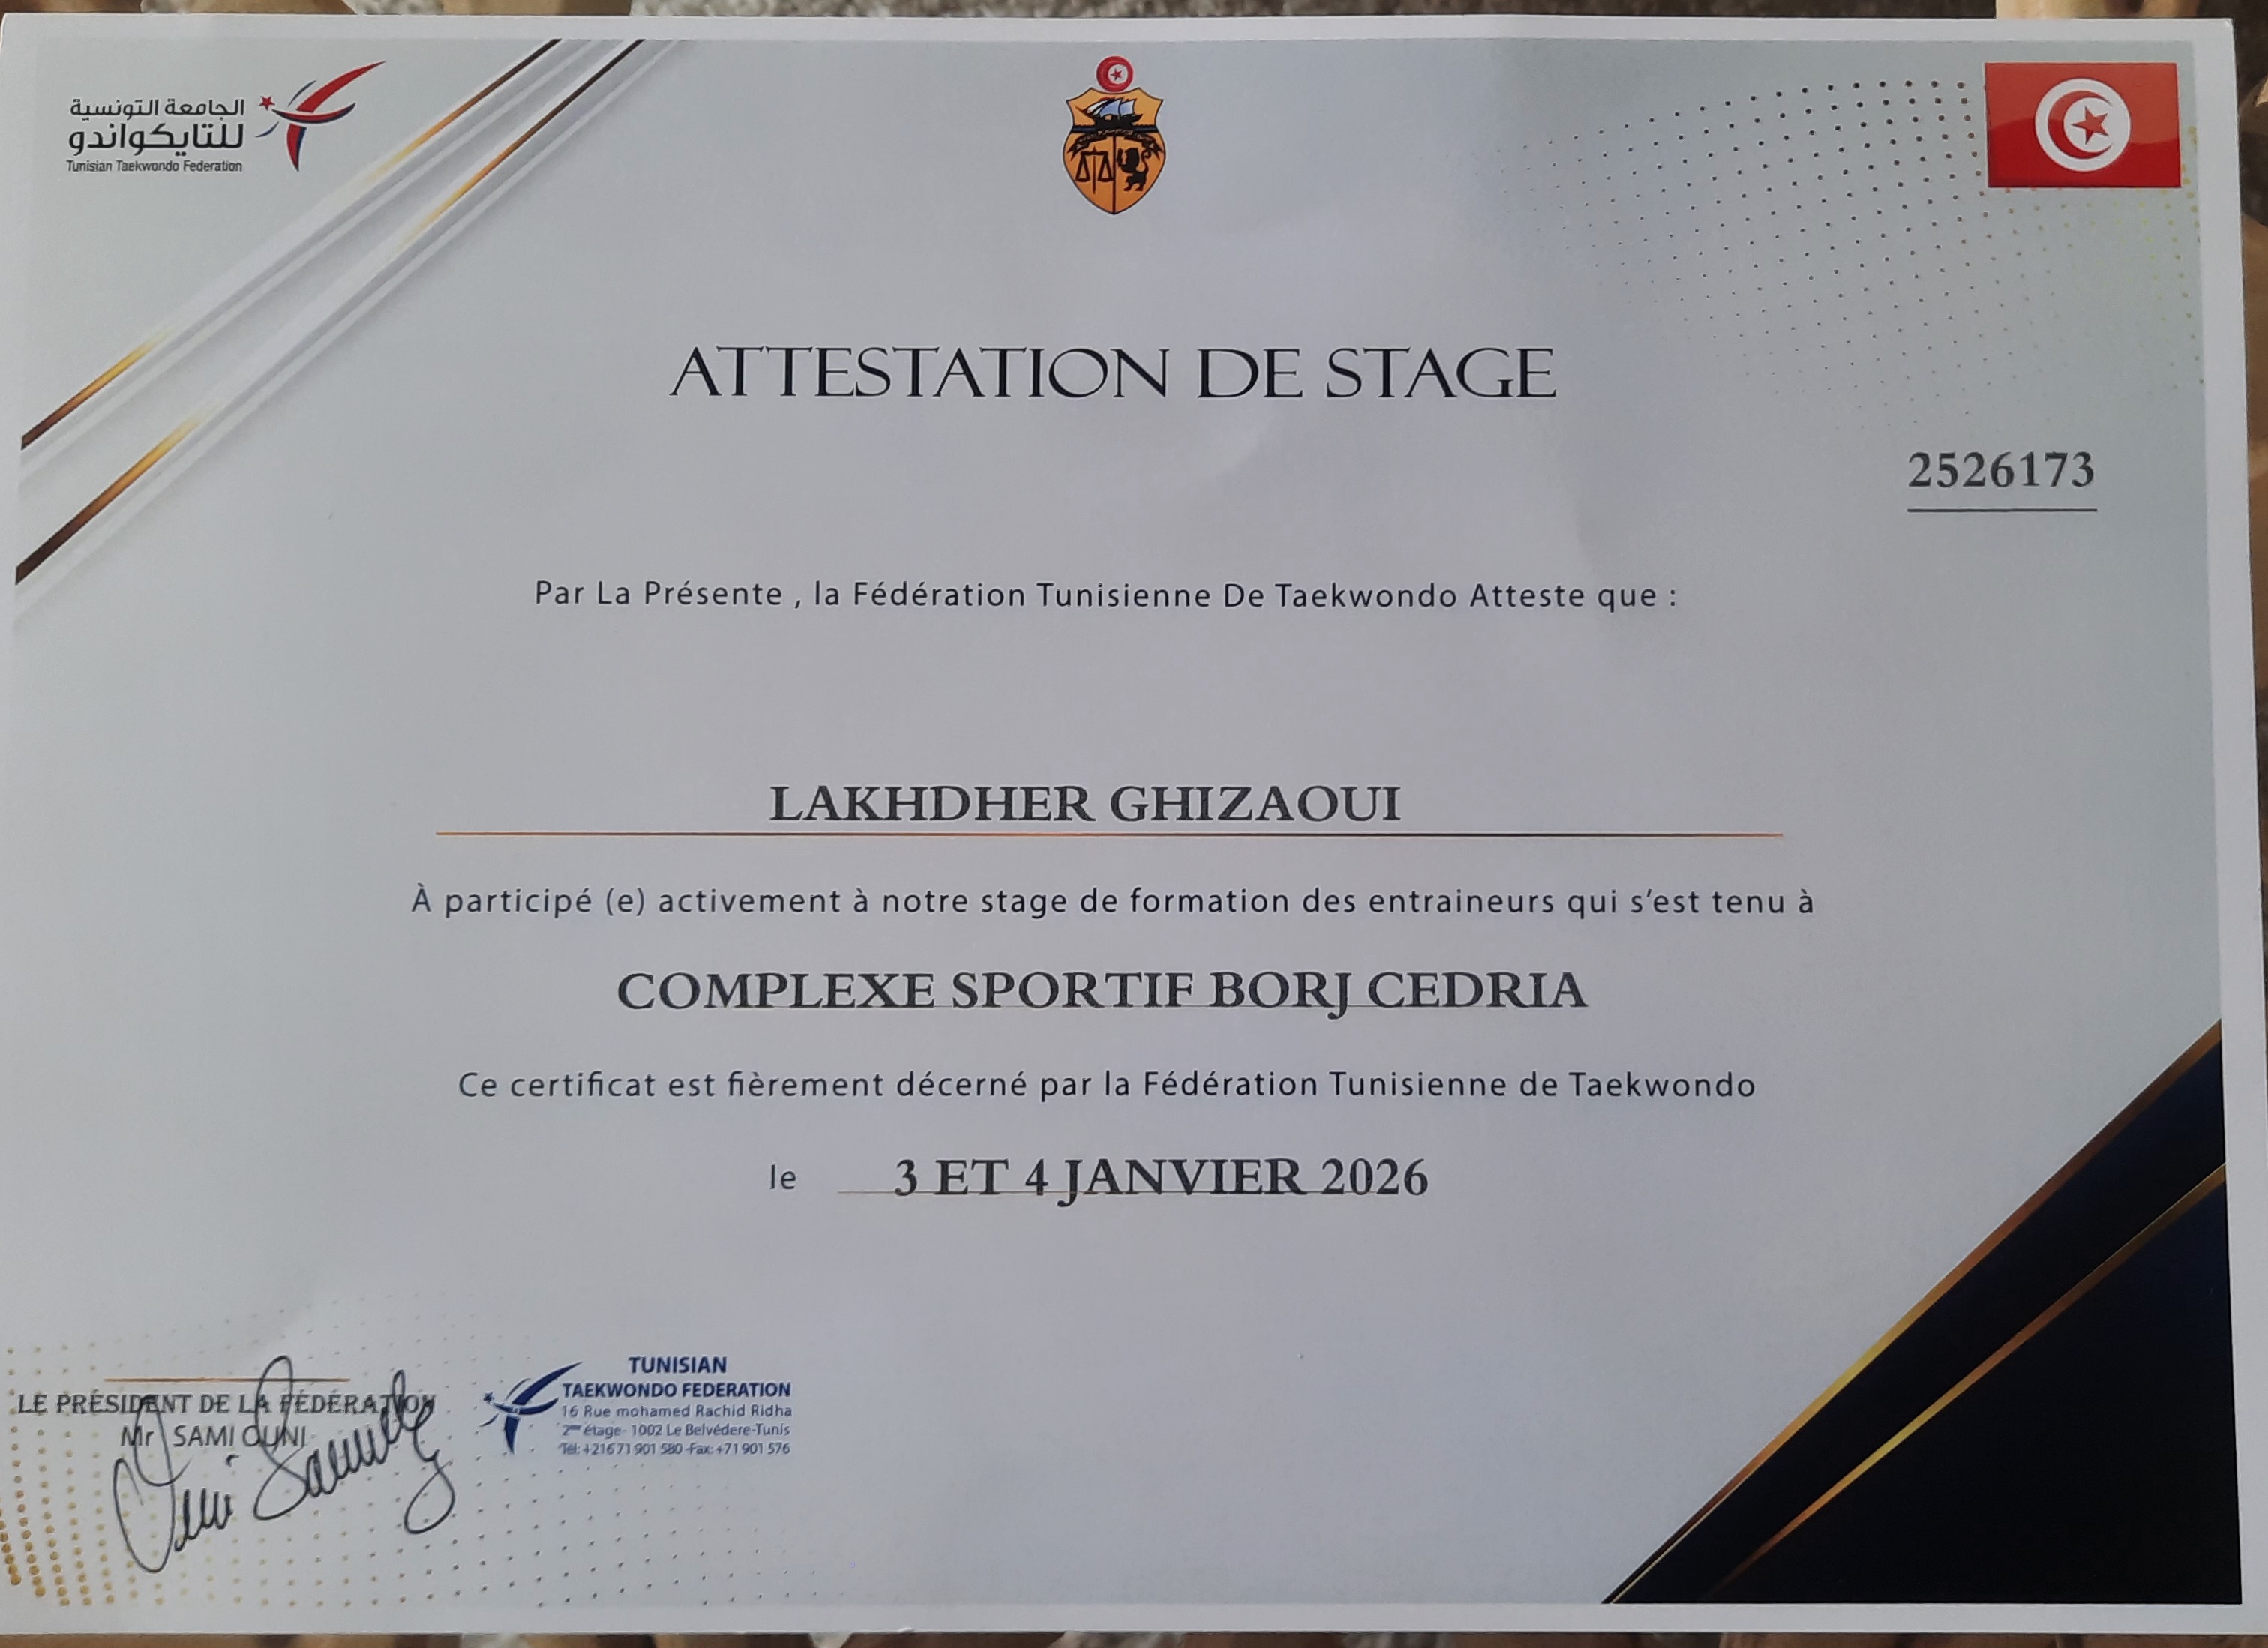 الجامعة التونسية
للتايكواندو
Tunisian Taekwondo Federation
ATTESTATION DE STAGE
2526173
Par La Présente , la Fédération Tunisienne De Taekwondo Atteste que :
LAKHDHER GHIZAOUI
À participé (e) activement à notre stage de formation des entraineurs qui s'est tenu à
COMPLEXE SPORTIF BORJ CEDRIA
Ce certificat est fièrement décerné par la Fédération Tunisienne de Taekwondo
le 3 ET 4 JANVIER 2026
LE PRÉSIDENT DE LA FÉDÉRATION
Mr SAMI OUNI
TUNISIAN
TAEKWONDO FEDERATION
16 Rue mohamed Rachid Ridha
2ᵐᵉ étage- 1002 Le Belvédere-Tunis
Tél: +216 71 901 580 -Fax: +71 901 576